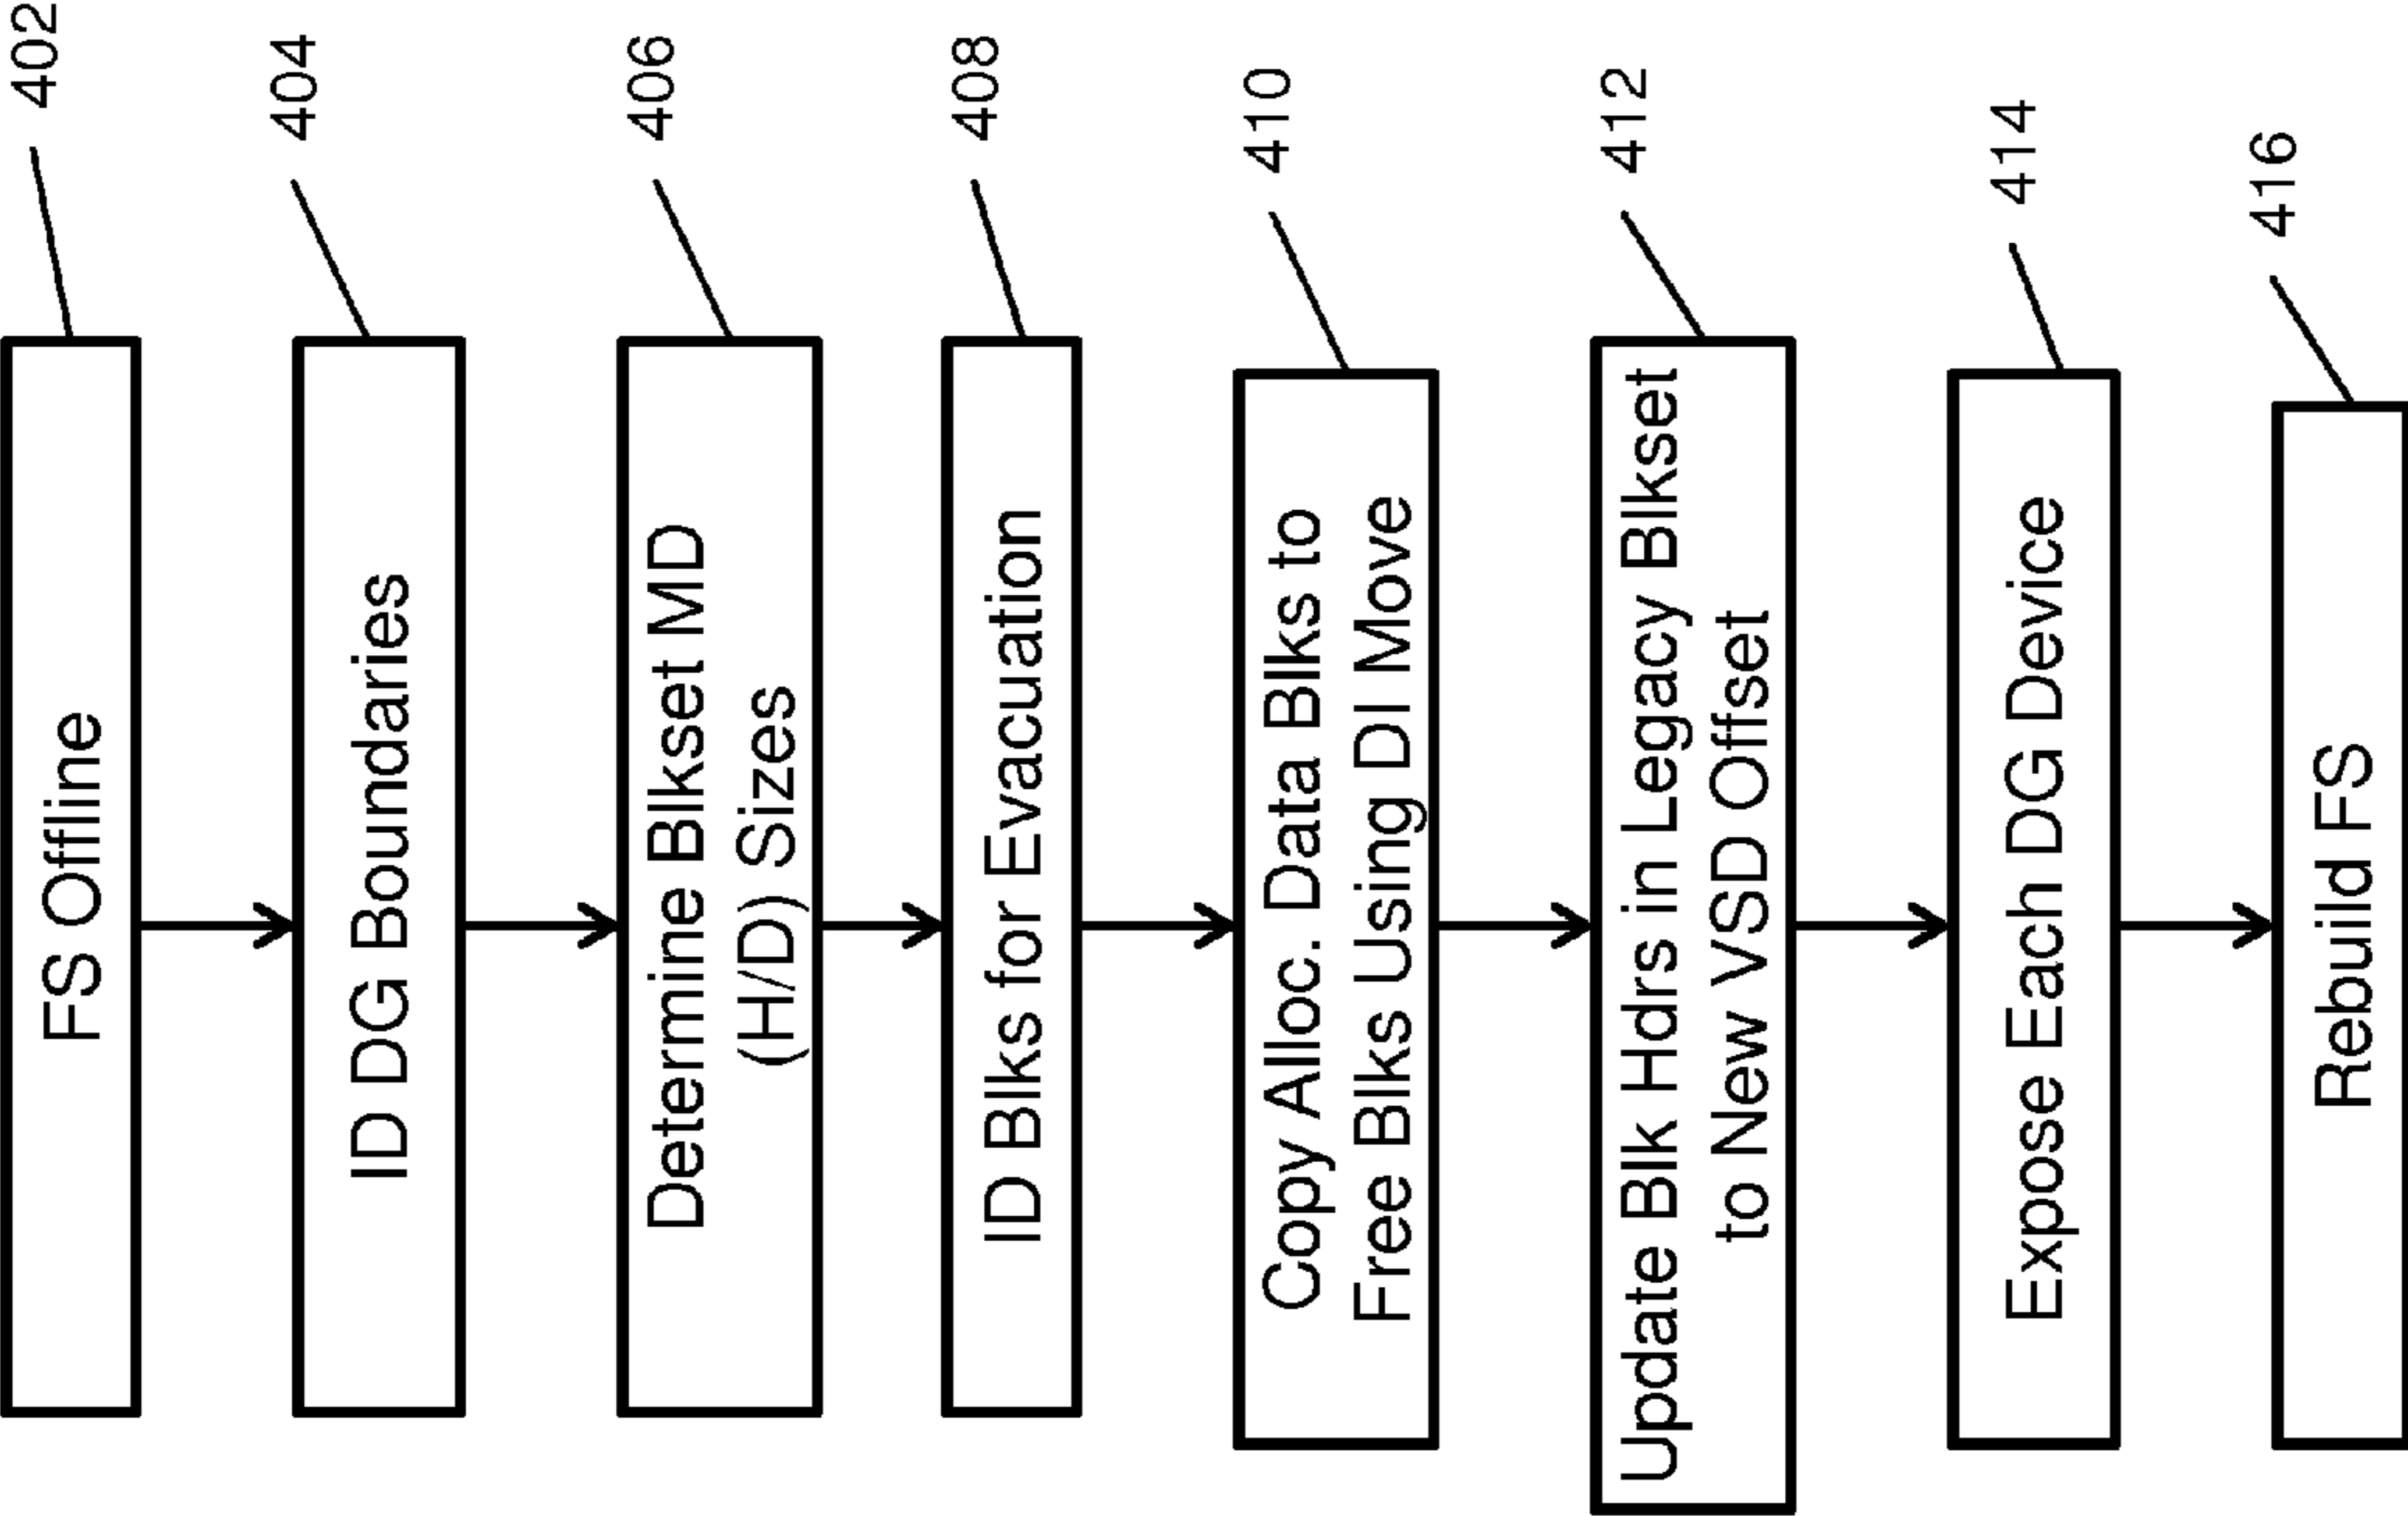 FS Offline
402
ID DG Boundaries
404
Determine Blkset MD
(H/D) Sizes
406
ID Blks for Evacuation
408
Copy Alloc. Data Blks to
Free Blks Using DI Move
410
Update Blk Hdrs in Legacy Blkset
to New VSD Offset
412
Expose Each DG Device
414
Rebuild FS
416